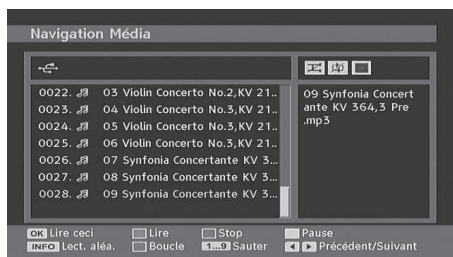 Navigation Média
0022. 03 Violin Concerto No.2,KV 21..
0023. 04 Violin Concerto No.3,KV 21..
0024. 05 Violin Concerto No.3,KV 21..
0025. 06 Violin Concerto No.3,KV 21..
0026. 07 Synfonia Concertante KV 3...
0027. 08 Synfonia Concertante KV 3...
0028. 09 Synfonia Concertante KV 3...
09 Synfonia Concert
ante KV 364,3 Pre
.mp3
OK Lire ceci Lire Stop Pause
INFO Lect. aléa. Boucle 1...9 Sauter Précédent/Suivant